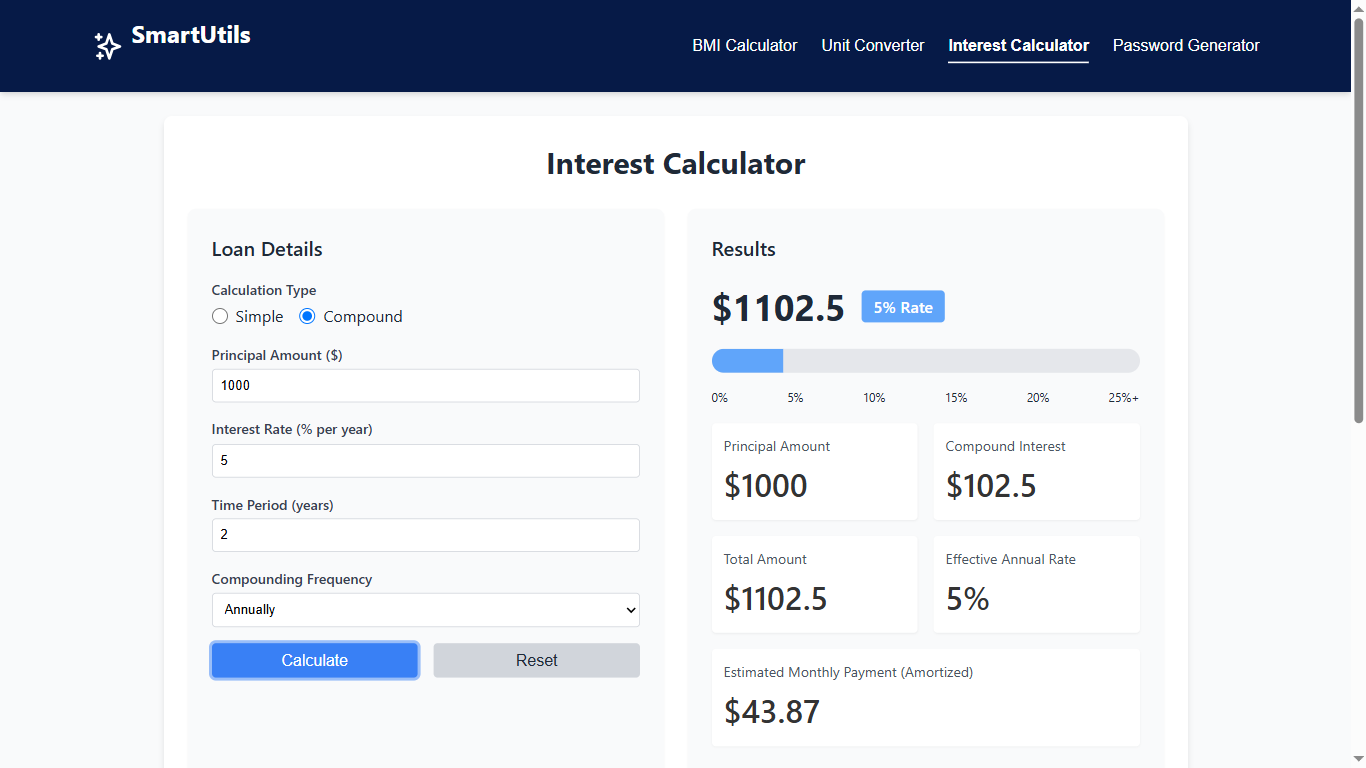 SmartUtils
BMI Calculator
Unit Converter
Interest Calculator
Password Generator
Interest Calculator
Loan Details
Calculation Type
Simple
Compound
Principal Amount ($)
1000
Interest Rate (% per year)
5
Time Period (years)
2
Compounding Frequency
Annually
Calculate
Reset
Results
$1102.5
5% Rate
0%
5%
10%
15%
20%
25%+
Principal Amount
$1000
Compound Interest
$102.5
Total Amount
$1102.5
Effective Annual Rate
5%
Estimated Monthly Payment (Amortized)
$43.87